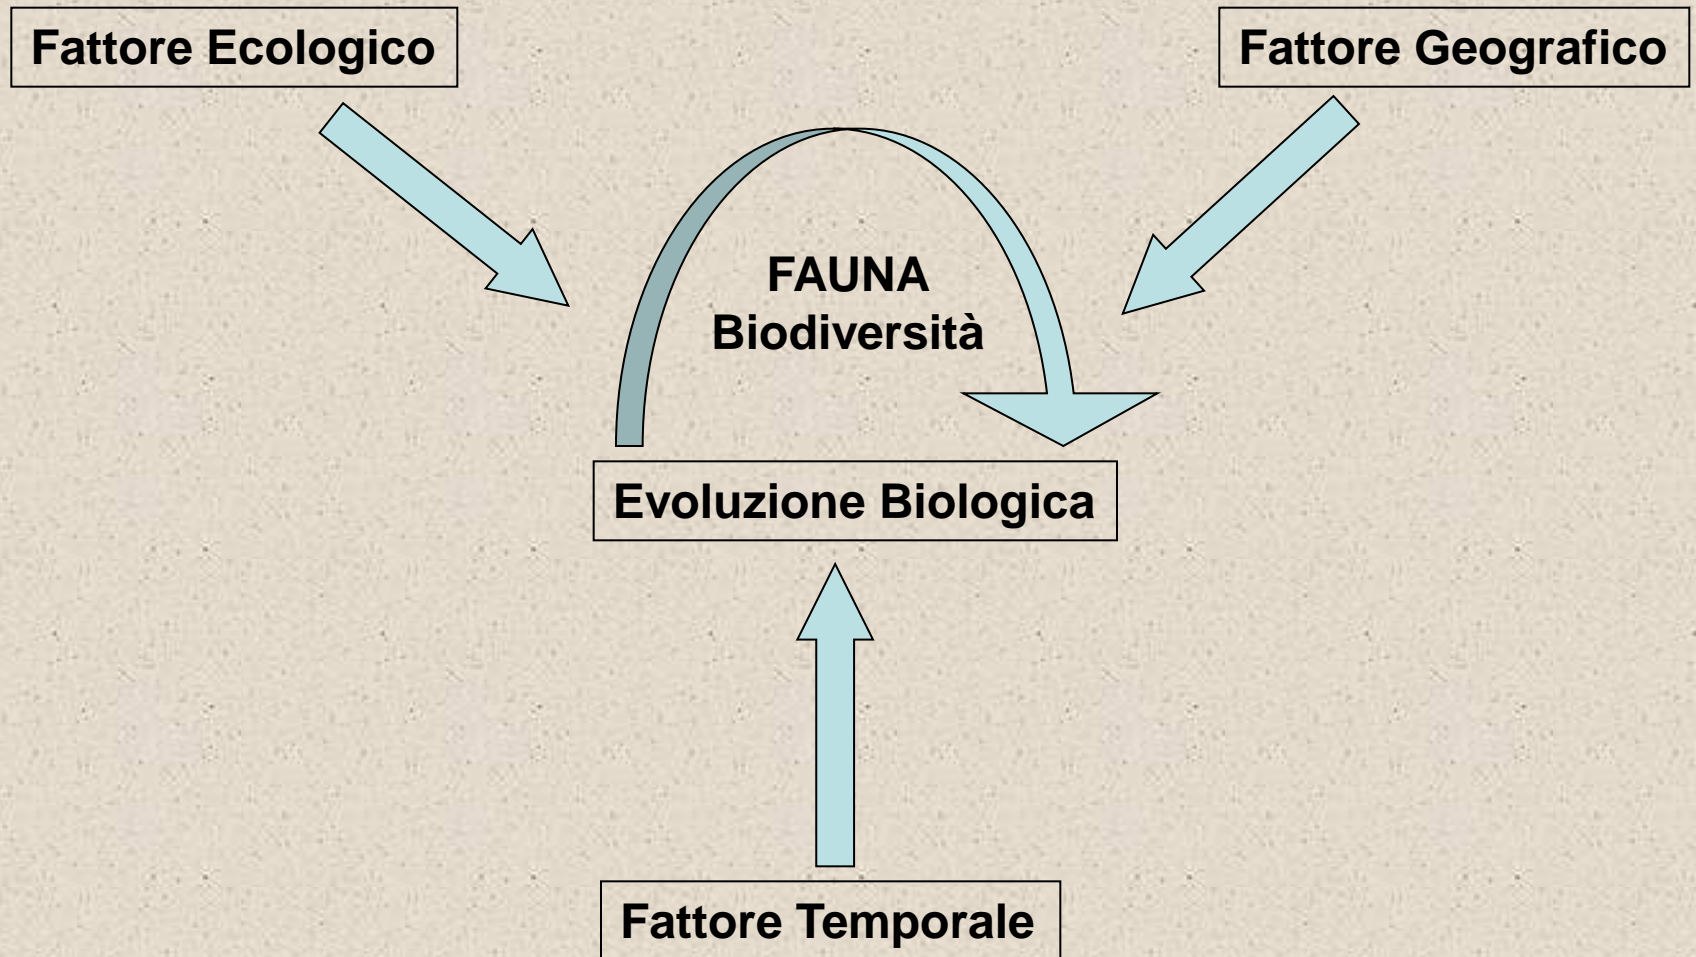 Fattore Ecologico
Fattore Geografico
FAUNA
Biodiversità
Evoluzione Biologica
Fattore Temporale